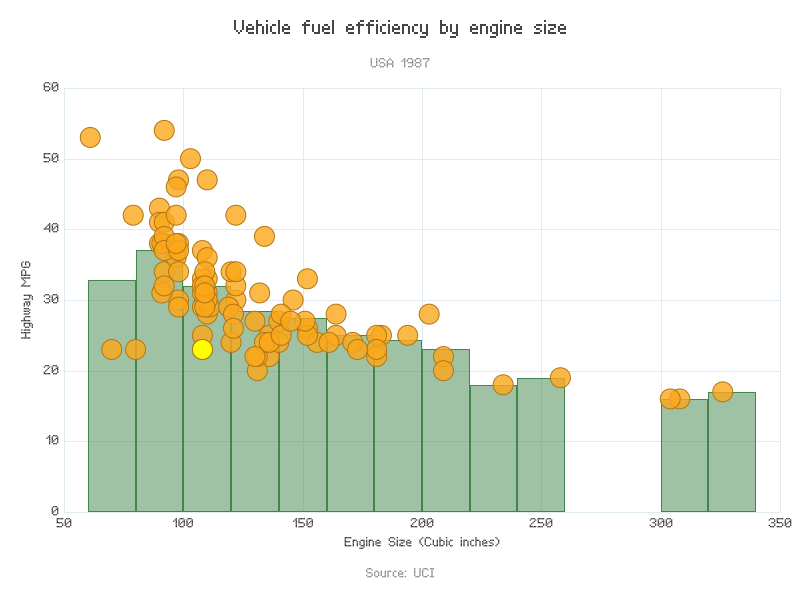 Vehicle fuel efficiency by engine size
USA 1987
60
50
40
30
20
10
0
Highway MPG
50 100 150 200 250 300 350
Engine Size (Cubic inches)
Source: UCI